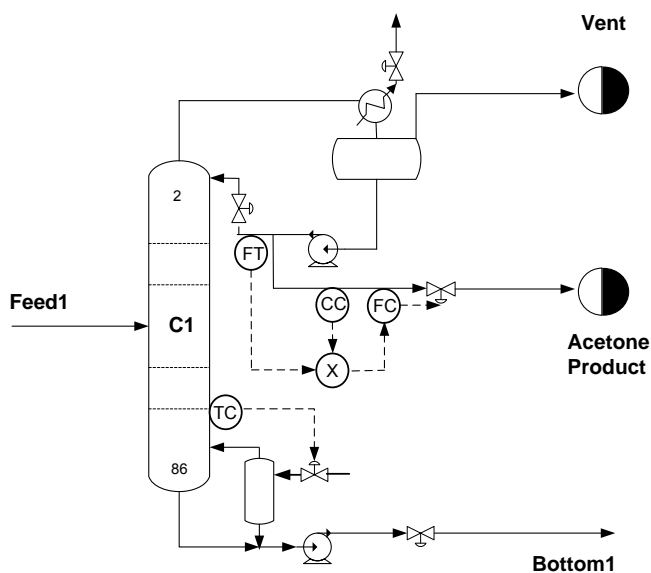 Vent
2
FT
Feed1
CC
FC
C1
Acetone
Product
X
TC
86
Bottom1